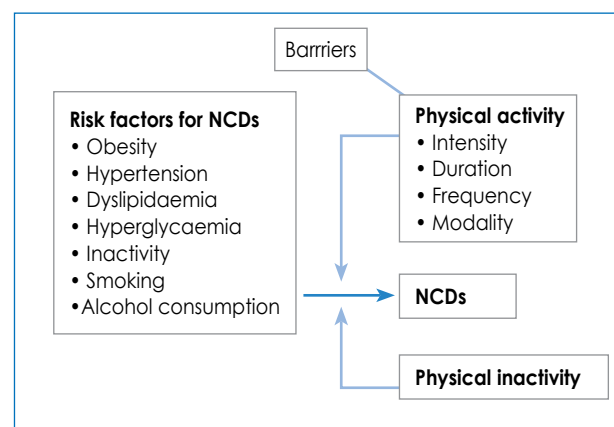 Barrriers
Risk factors for NCDs
• Obesity
• Hypertension
• Dyslipidaemia
• Hyperglycaemia
• Inactivity
• Smoking
•Alcohol consumption
Physical activity
• Intensity
• Duration
• Frequency
• Modality
NCDs
Physical inactivity